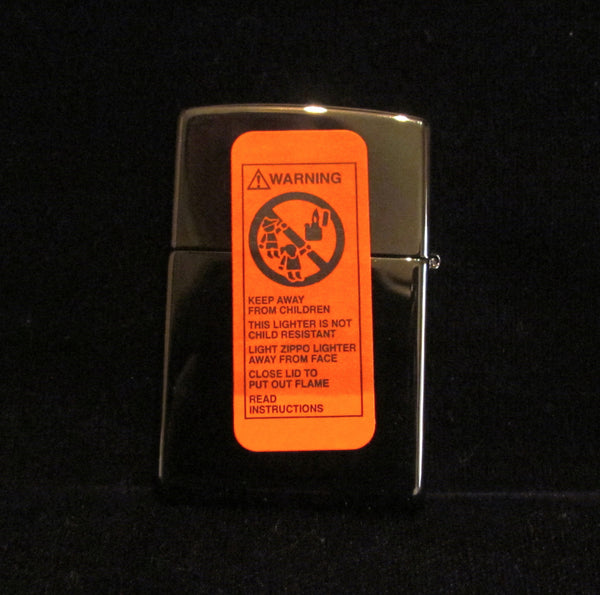 WARNING
KEEP AWAY
FROM CHILDREN
THIS LIGHTER IS NOT
CHILD RESISTANT
LIGHT ZIPPO LIGHTER
AWAY FROM FACE
CLOSE LID TO
PUT OUT FLAME
READ
INSTRUCTIONS